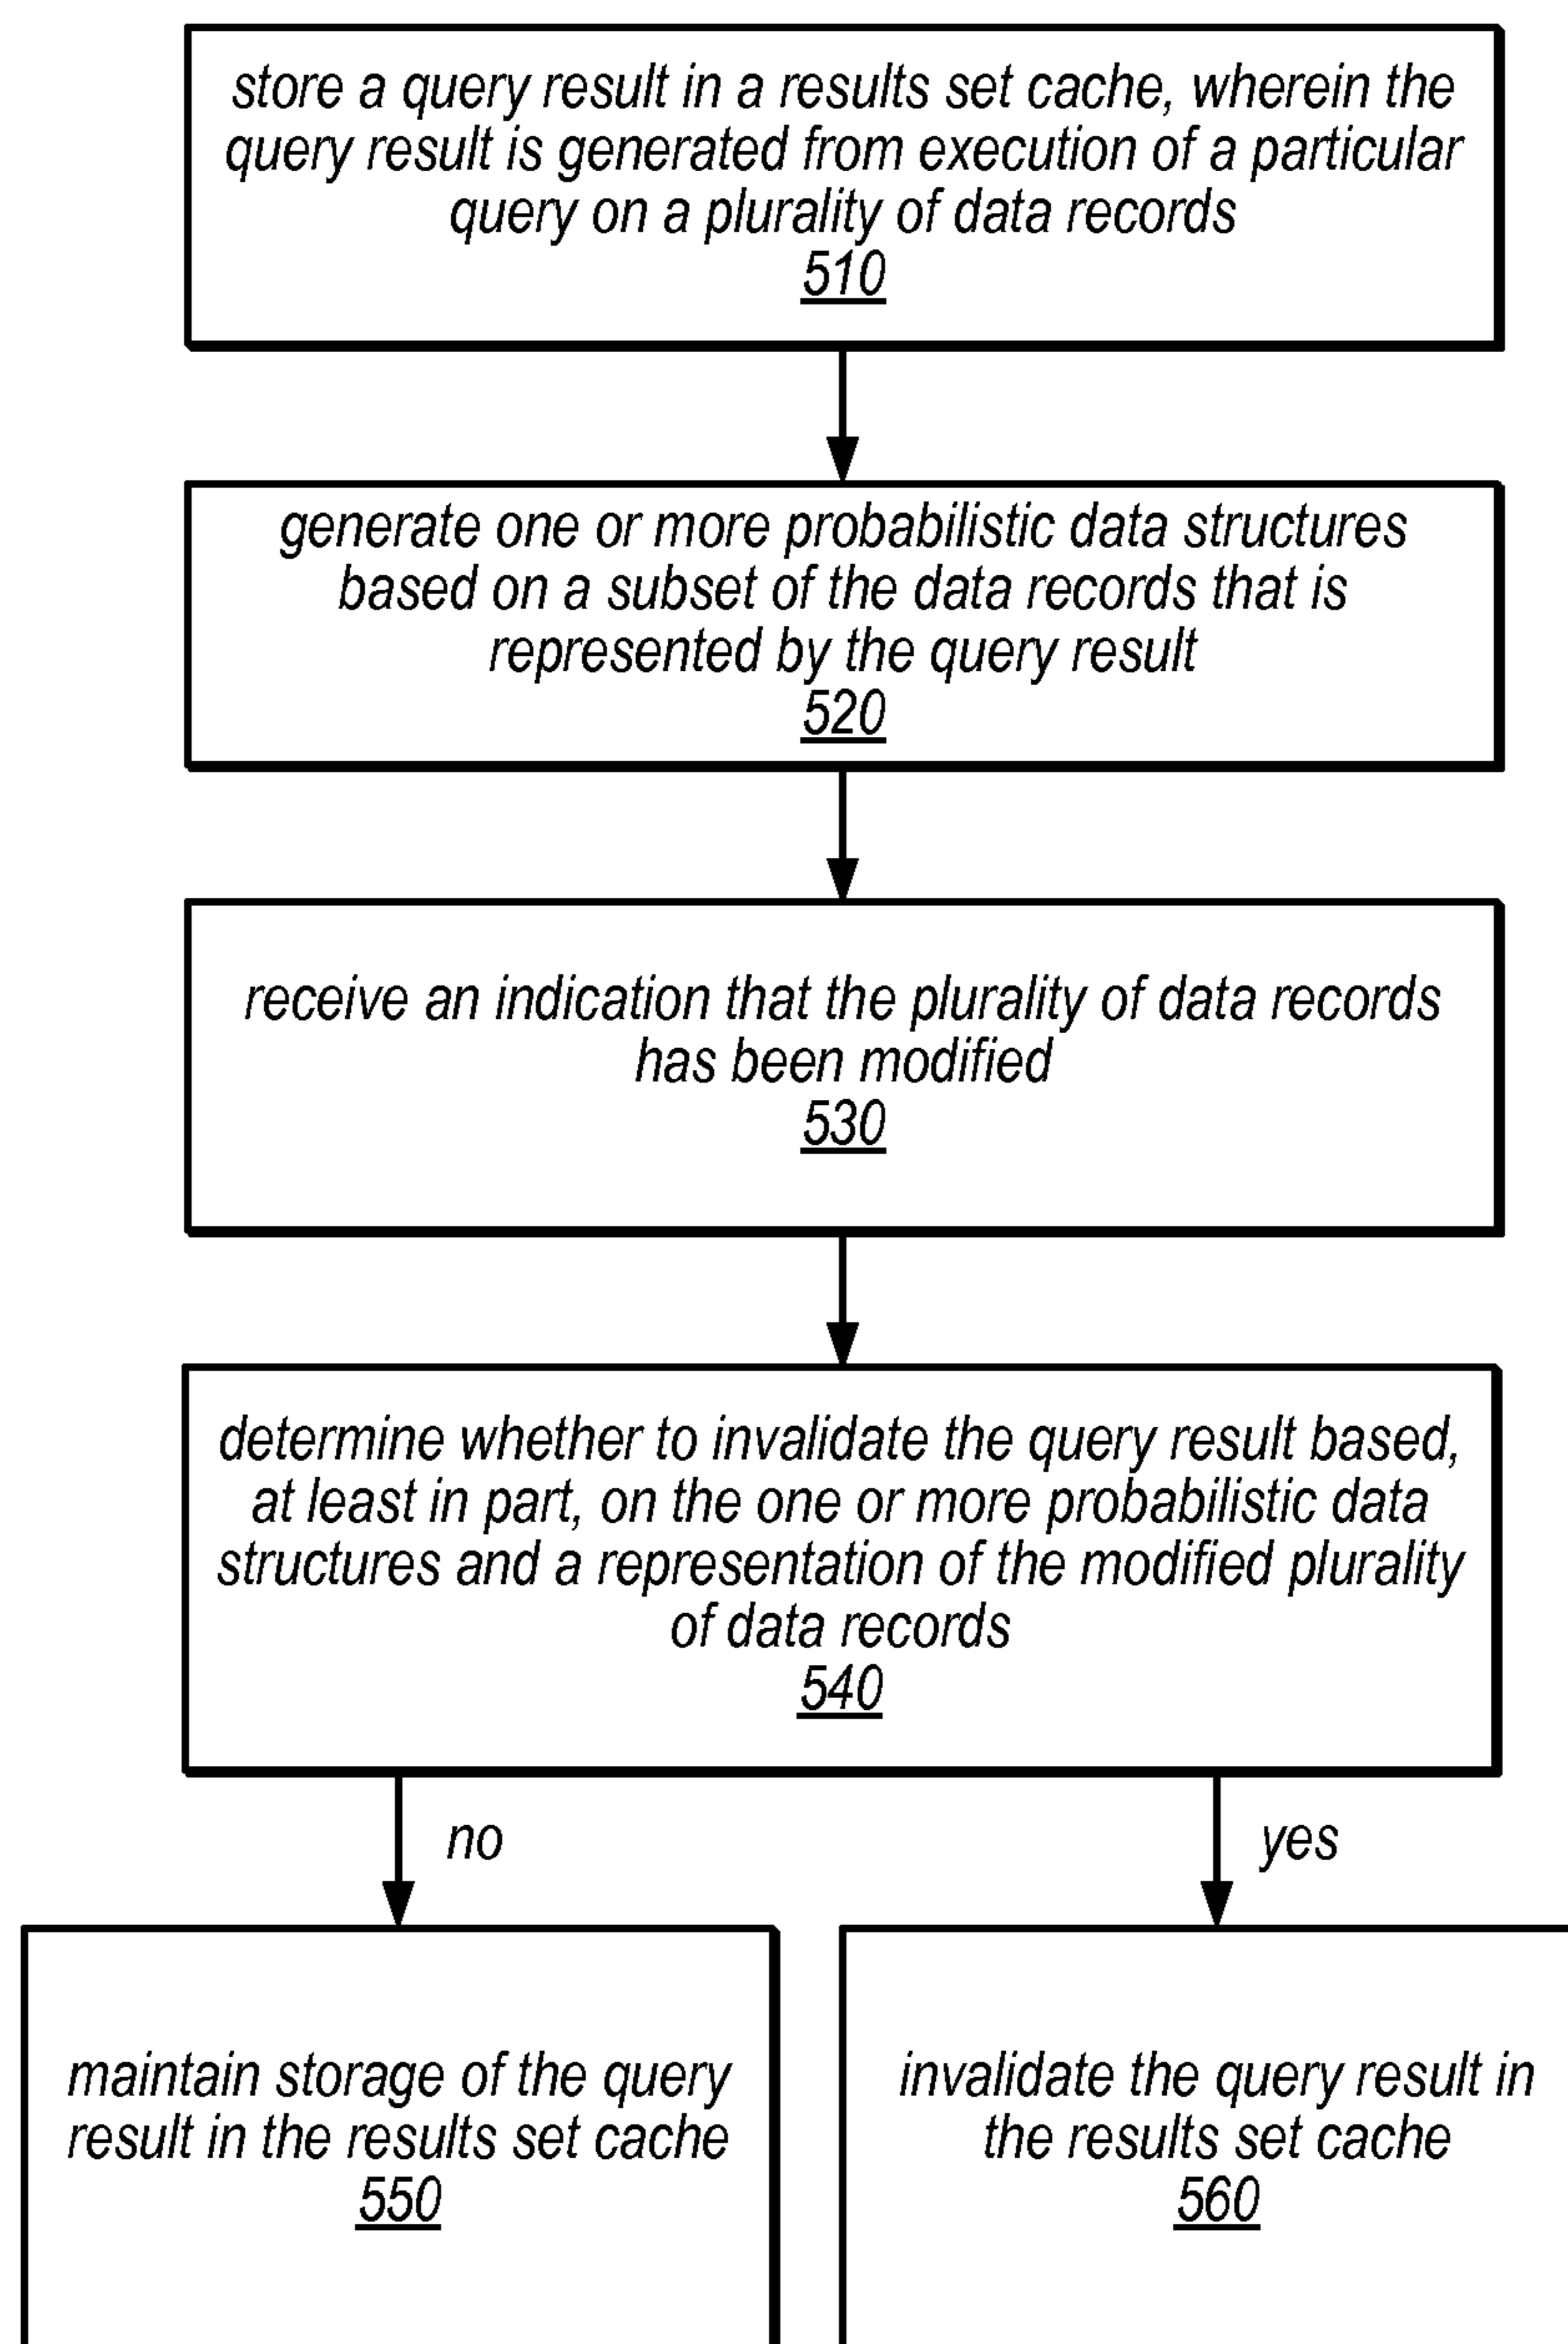 store a query result in a results set cache, wherein the
query result is generated from execution of a particular
query on a plurality of data records
510
generate one or more probabilistic data structures
based on a subset of the data records that is
represented by the query result
520
receive an indication that the plurality of data records
has been modified
530
determine whether to invalidate the query result based,
at least in part, on the one or more probabilistic data
structures and a representation of the modified plurality
of data records
540
no
yes
maintain storage of the query
result in the results set cache
550
invalidate the query result in
the results set cache
560